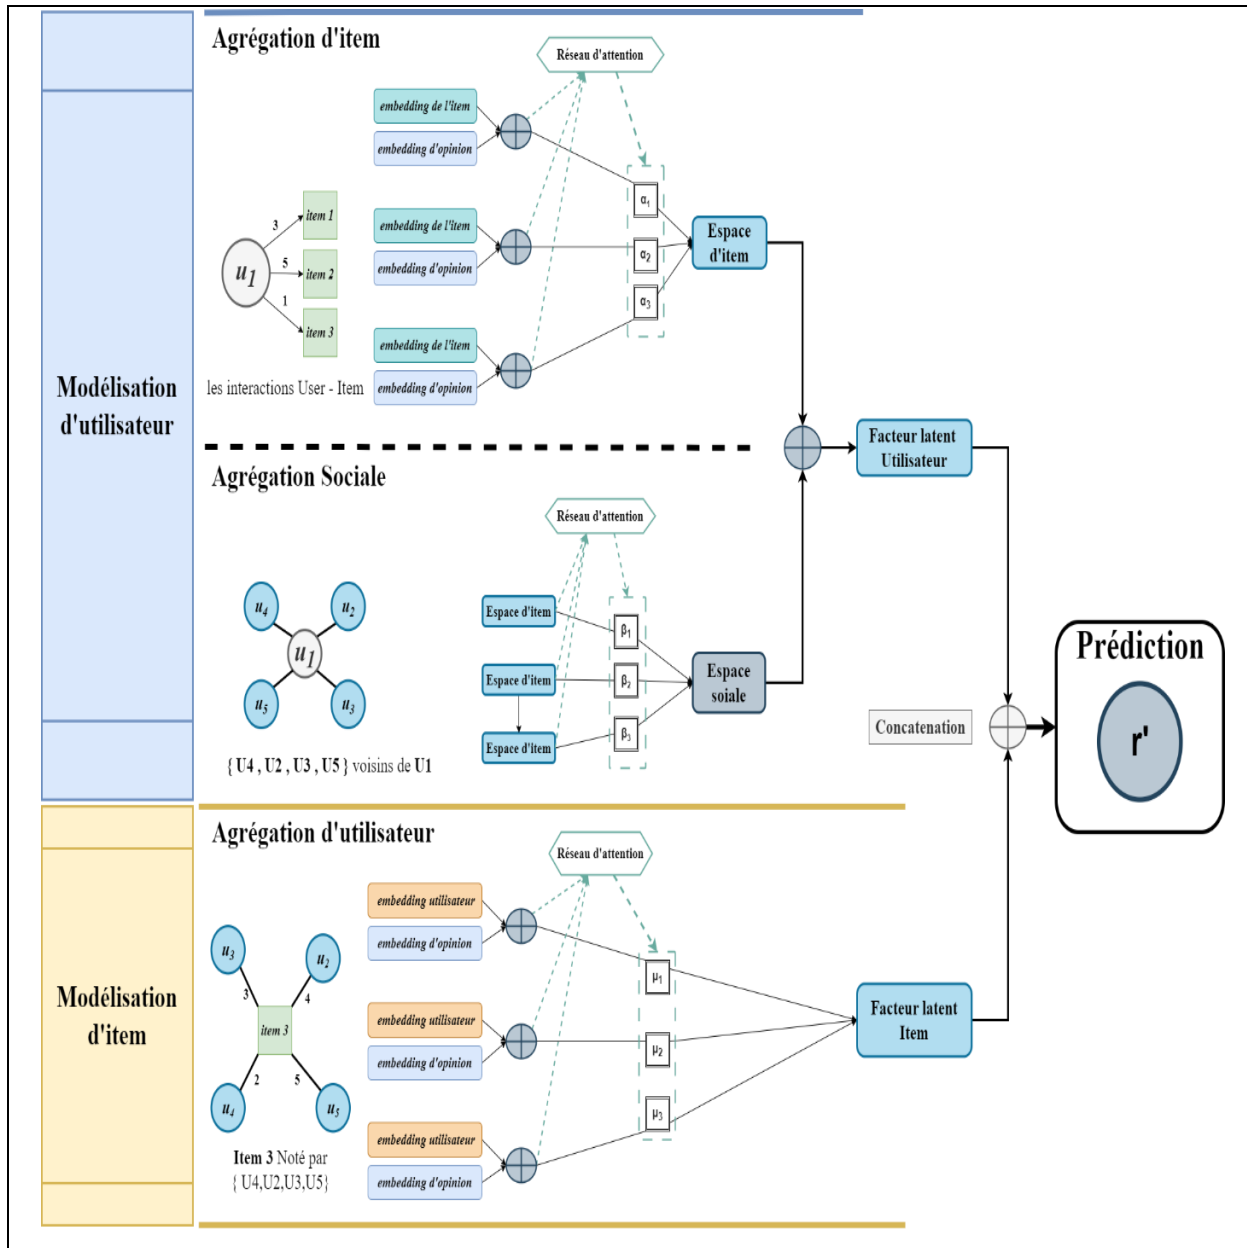 Agrégation d'item
Réseau d'attention
embedding de l'item
embedding d'opinion
α1
item 1
3
embedding de l'item
Espace
d'item
5
u1
item 2
α2
embedding d'opinion
1
α3
item 3
embedding de l'item
embedding d'opinion
les interactions User - Item
Modélisation
d'utilisateur
Facteur latent
Utilisateur
Agrégation Sociale
Réseau d'attention
u4
u2
Espace d'item
β1
u1
Espace d'item
β2
Espace
soiale
u5
u3
Espace d'item
β3
{ U4 , U2 , U3 , U5 } voisins de U1
Prédiction
Concatenation
r'
Agrégation d'utilisateur
Réseau d'attention
embedding utilisateur
embedding d'opinion
u3
u2
μ1
3
4
Modélisation
d'item
item 3
embedding utilisateur
embedding d'opinion
μ2
Facteur latent
Item
2
5
u4
u5
μ3
embedding utilisateur
embedding d'opinion
Item 3 Noté par
{ U4,U2,U3,U5}